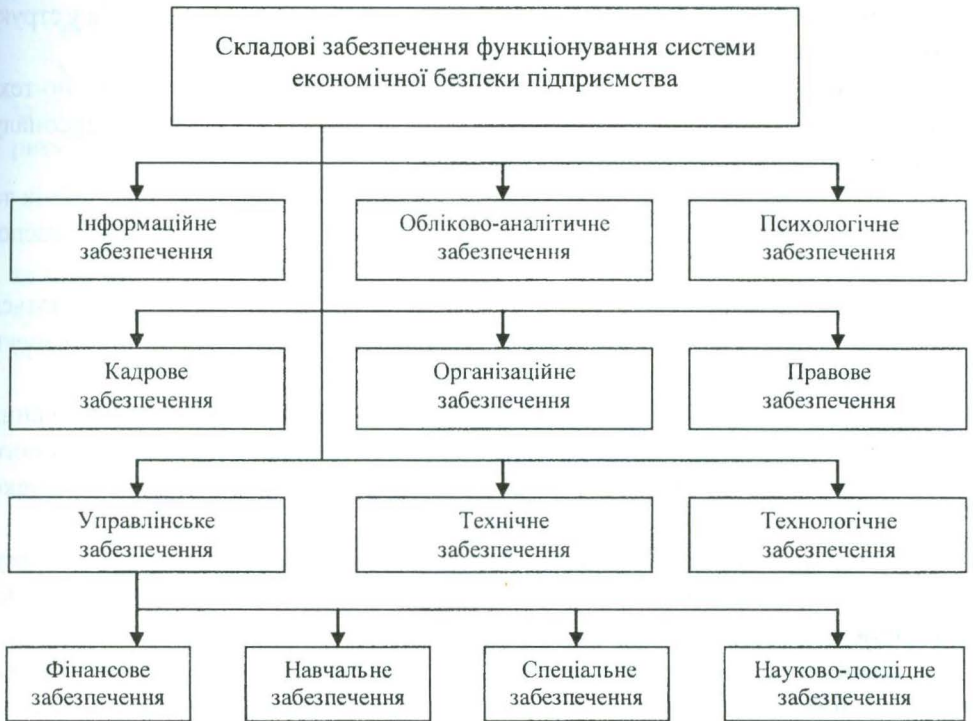 Складові забезпечення функціонування системи
економічної безпеки підприємства
Інформаційне
забезпечення
Обліково-аналітичне
забезпечення
Психологічне
забезпечення
Кадрове
забезпечення
Організаційне
забезпечення
Правове
забезпечення
Управлінське
забезпечення
Технічне
забезпечення
Технологічне
забезпечення
Фінансове
забезпечення
Навчальне
забезпечення
Спеціальне
забезпечення
Науково-дослідне
забезпечення